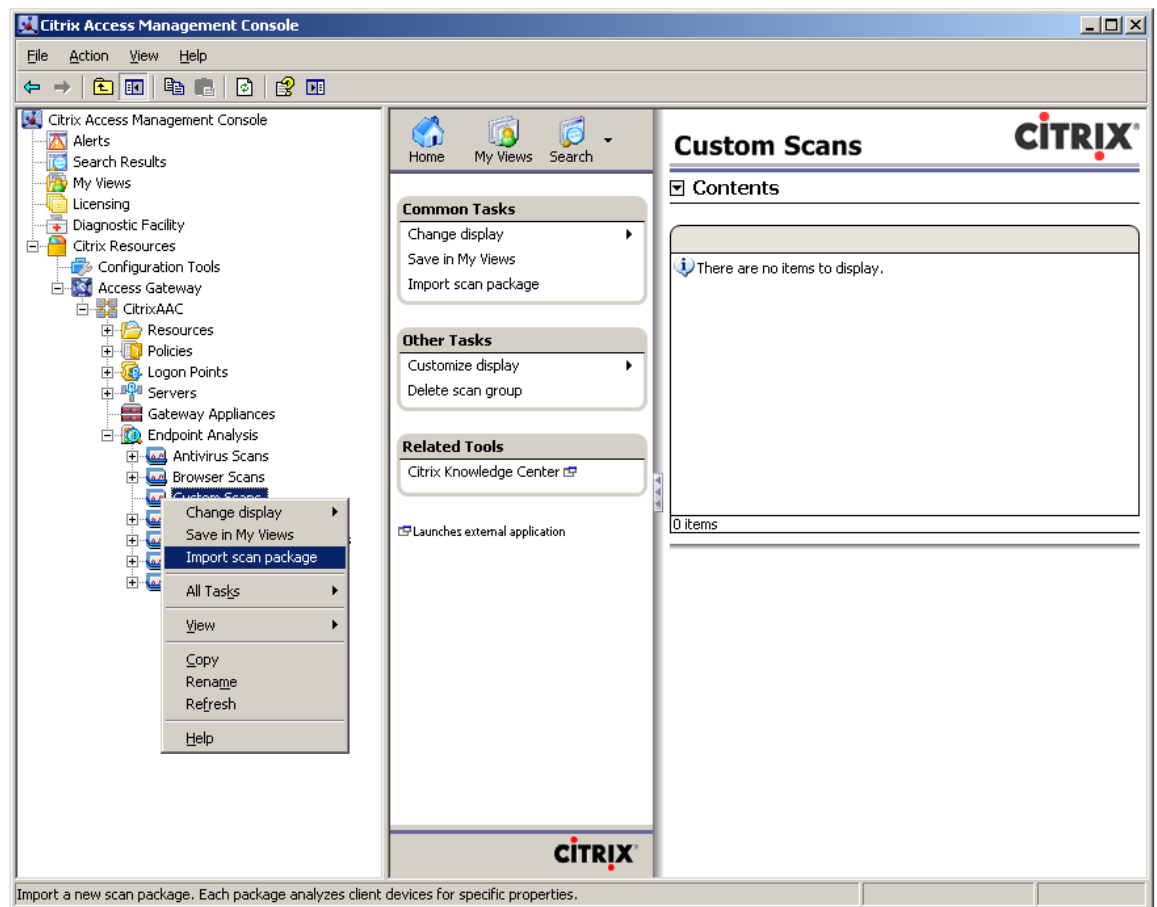 Citrix Access Management Console
File Action View Help
Citrix Access Management Console
Alerts
Search Results
My Views
Licensing
Diagnostic Facility
Citrix Resources
Configuration Tools
Access Gateway
CitrixAAC
Resources
Policies
Logon Points
Servers
Gateway Appliances
Endpoint Analysis
Antivirus Scans
Browser Scans
Custom Scans
Change display
Save in My Views
Import scan package
All Tasks
View
Copy
Rename
Refresh
Help
Home My Views Search
Common Tasks
Change display
Save in My Views
Import scan package
Other Tasks
Customize display
Delete scan group
Related Tools
Citrix Knowledge Center
Launches external application
CITRIX
Custom Scans
CITRIX
Contents
There are no items to display.
0 items
Import a new scan package. Each package analyzes client devices for specific properties.